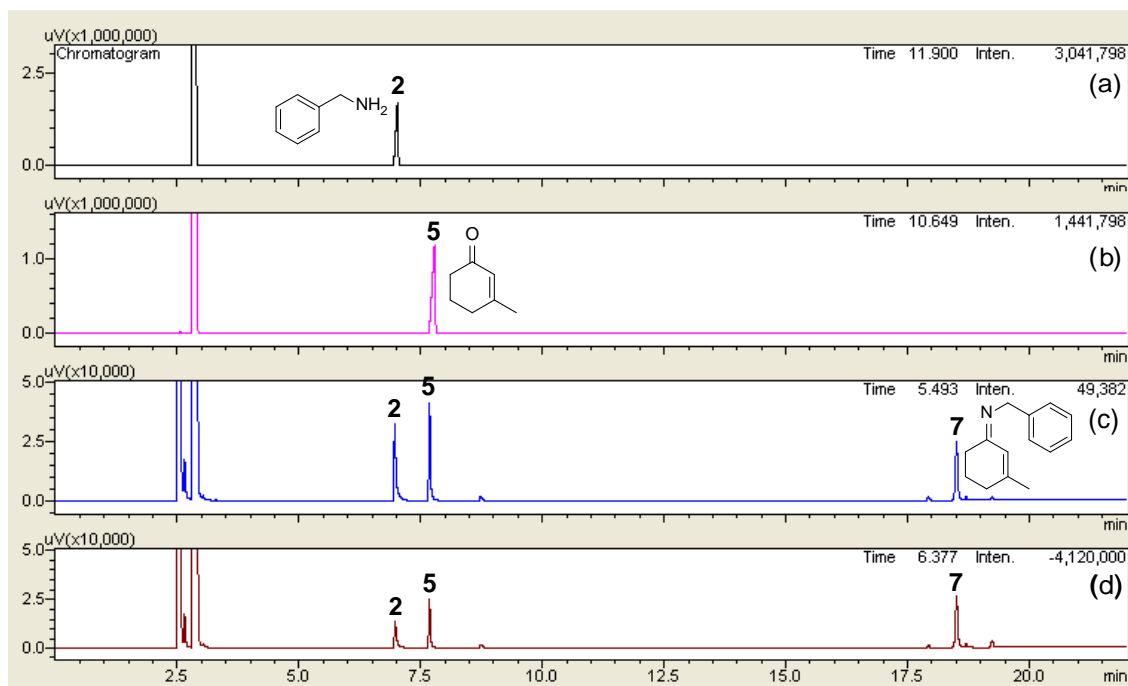 uV(x1,000,000)
Chromatogram
Time 11.900 Inten. 3,041,798
(a)
2
NH2
2.5
0.0
min
uV(x1,000,000)
Time 10.649 Inten. 1,441,798
(b)
5
O
1.0
0.0
min
uV(x10,000)
5.0
Time 5.493 Inten. 49,382
(c)
5
2
7
N
2.5
0.0
min
uV(x10,000)
5.0
Time 6.377 Inten. -4,120,000
(d)
5
2
7
2.5
0.0
2.5 5.0 7.5 10.0 12.5 15.0 17.5 20.0 min